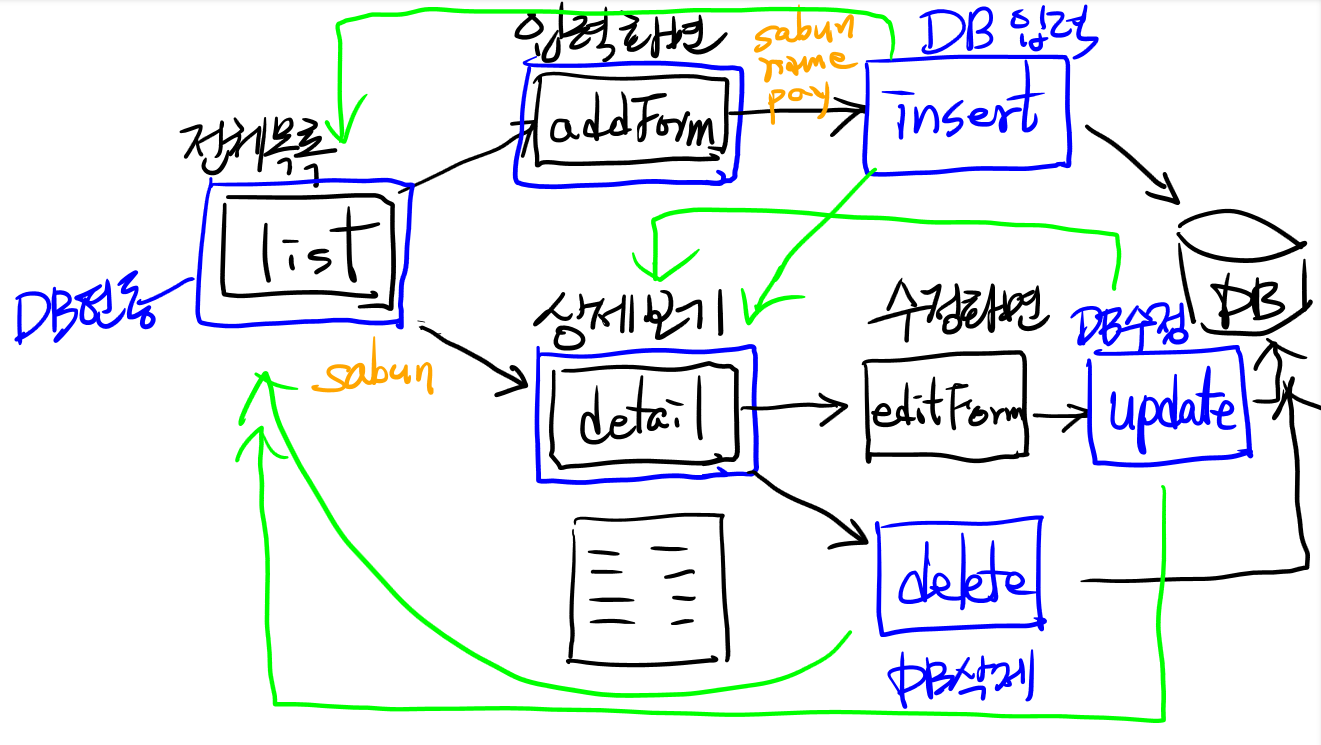 입력화면
sabun
name
pay
DB 입력
addForm
insert
전체목록
list
DB연동
sabun
DB
상세보기
수정화면
DB수정
detail
editForm
update
delete
DB삭제